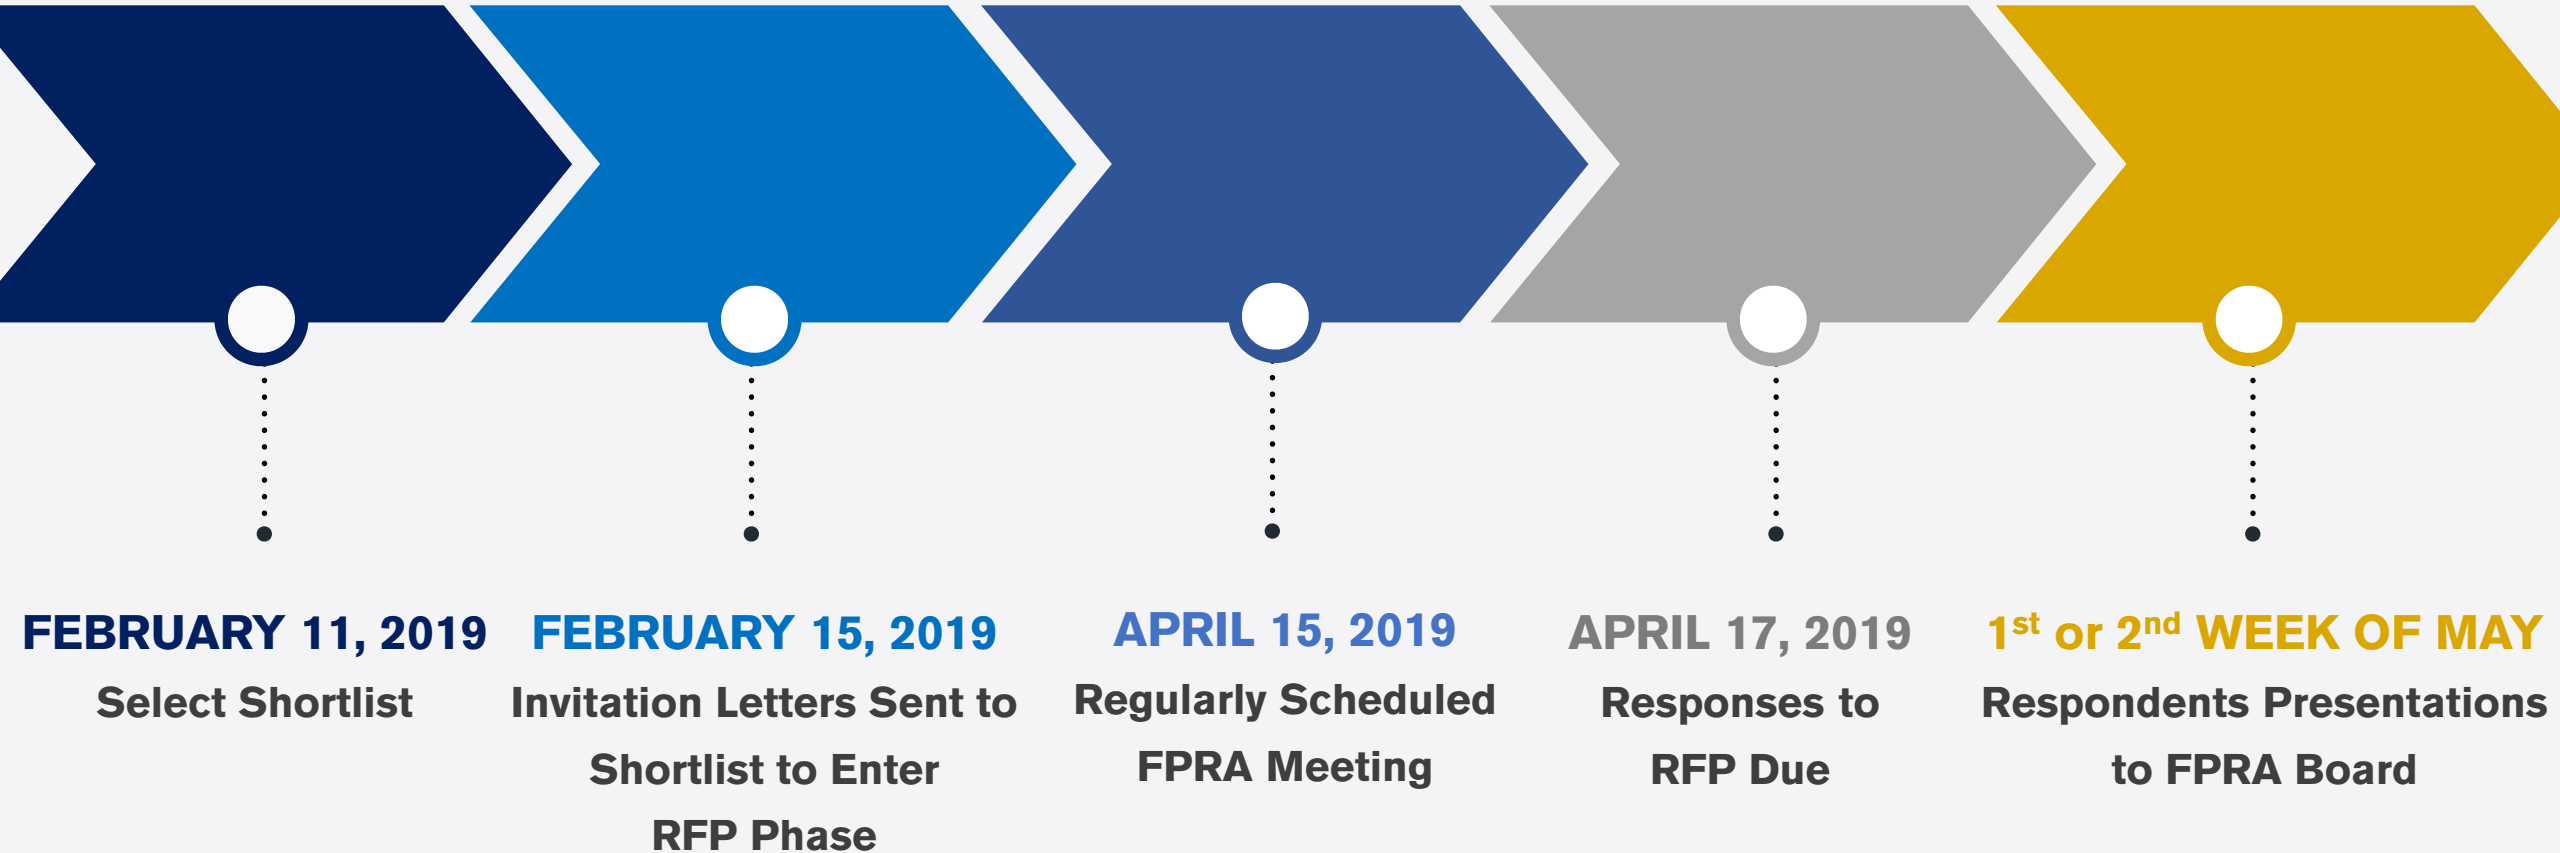 FEBRUARY 11, 2019
Select Shortlist
FEBRUARY 15, 2019
Invitation Letters Sent to
Shortlist to Enter
RFP Phase
APRIL 15, 2019
Regularly Scheduled
FPRA Meeting
APRIL 17, 2019
Responses to
RFP Due
1st or 2nd WEEK OF MAY
Respondents Presentations
to FPRA Board